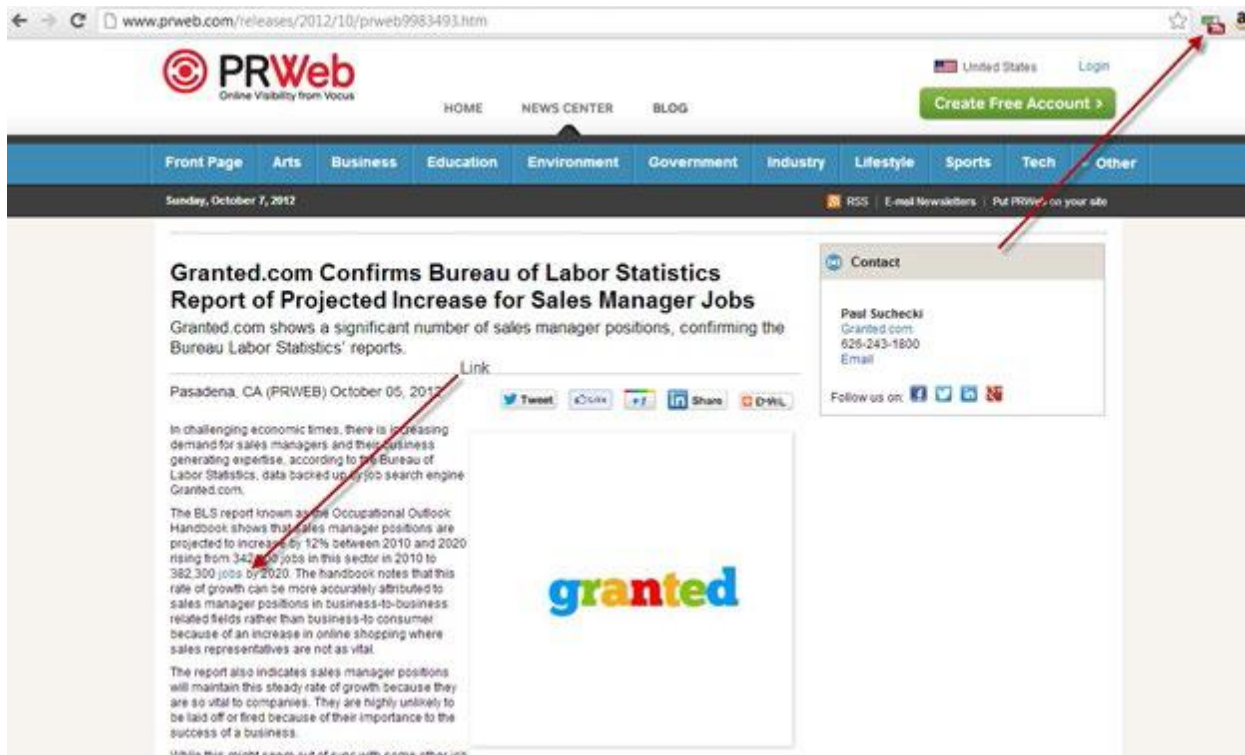 www.prweb.com/releases/2012/10/prweb9983493.htm
PRWeb
Online Visibility from Vocus
United States Login
HOME NEWS CENTER BLOG
Create Free Account >
Front Page Arts Business Education Environment Government Industry Lifestyle Sports Tech Other
Sunday, October 7, 2012
RSS | E-mail Newsletters | Put PRWeb on your site
Granted.com Confirms Bureau of Labor Statistics
Report of Projected Increase for Sales Manager Jobs
Granted.com shows a significant number of sales manager positions, confirming the
Bureau Labor Statistics' reports.
Link
Pasadena, CA (PRWEB) October 05, 2012
Tweet Like +1 Share EMAIL
In challenging economic times, there is increasing
demand for sales managers and their business
generating expertise, according to the Bureau of
Labor Statistics, data backed up by job search engine
Granted.com.
The BLS report known as the Occupational Outlook
Handbook shows that sales manager positions are
projected to increase by 12% between 2010 and 2020
rising from 342,100 jobs in this sector in 2010 to
382,300 jobs by 2020. The handbook notes that this
rate of growth can be more accurately attributed to
sales manager positions in business-to-business
related fields rather than business-to consumer
because of an increase in online shopping where
sales representatives are not as vital.
The report also indicates sales manager positions
will maintain this steady rate of growth because they
are so vital to companies. They are highly unlikely to
be laid off or fired because of their importance to the
success of a business.
granted
Contact
Paul Suchecki
Granted.com
626-243-1800
Email
Follow us on: